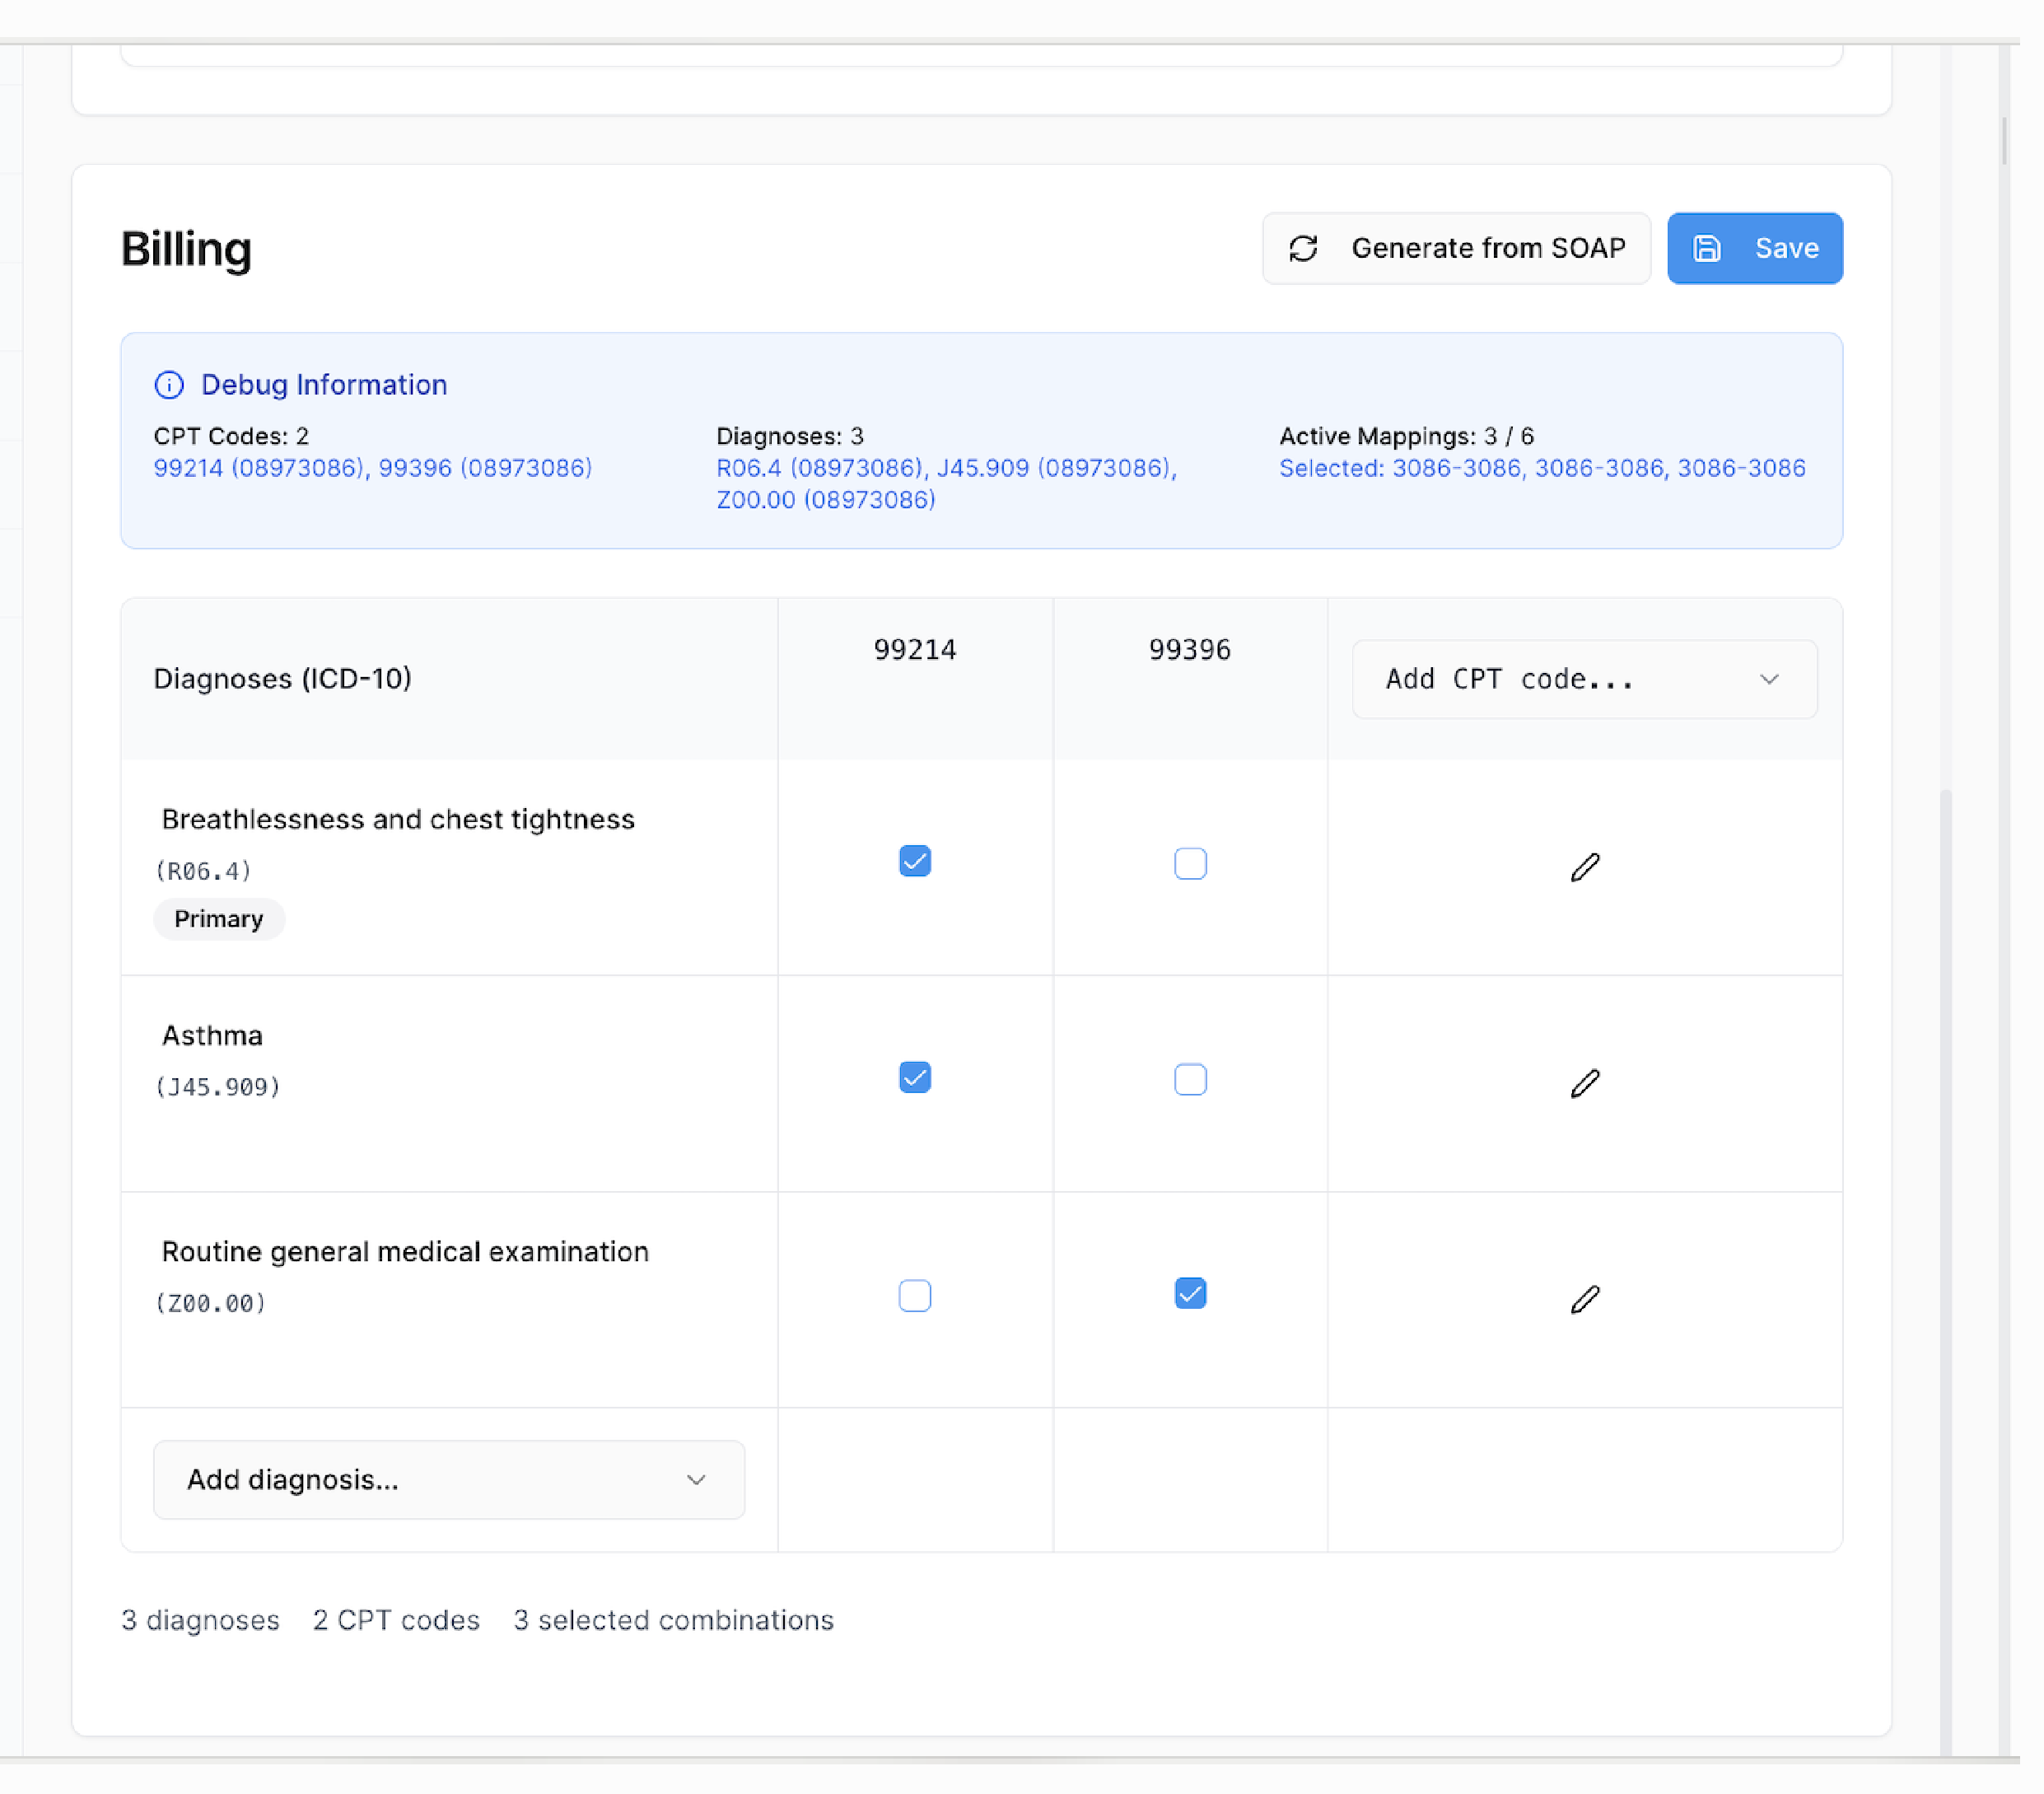 Billing
Generate from SOAP
Save
Debug Information
CPT Codes: 2
99214 (08973086), 99396 (08973086)
Diagnoses: 3
R06.4 (08973086), J45.909 (08973086),
Z00.00 (08973086)
Active Mappings: 3 / 6
Selected: 3086-3086, 3086-3086, 3086-3086
Diagnoses (ICD-10)
99214
99396
Add CPT code...
Breathlessness and chest tightness
(R06.4)
Primary
Asthma
(J45.909)
Routine general medical examination
(Z00.00)
Add diagnosis...
3 diagnoses 2 CPT codes 3 selected combinations